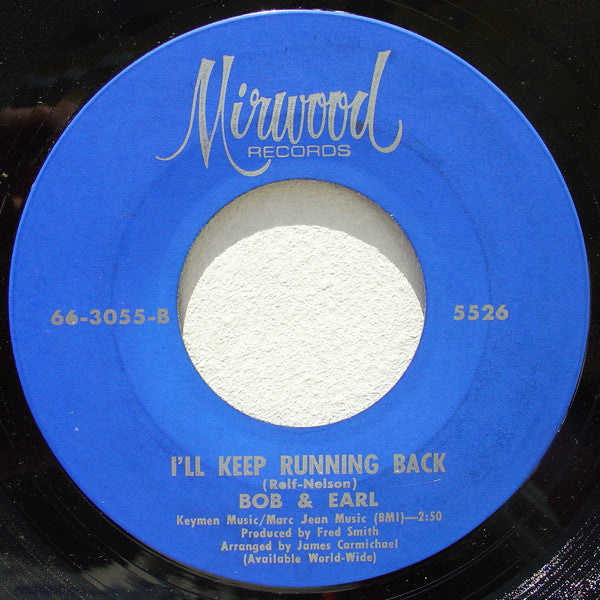 Mirwood
RECORDS
66-3055-B
5526
I'LL KEEP RUNNING BACK
(Relf-Nelson)
BOB & EARL
Keymen Music/Marc Jean Music (BMI)—2:50
Produced by Fred Smith
Arranged by James Carmichael
(Available World-Wide)